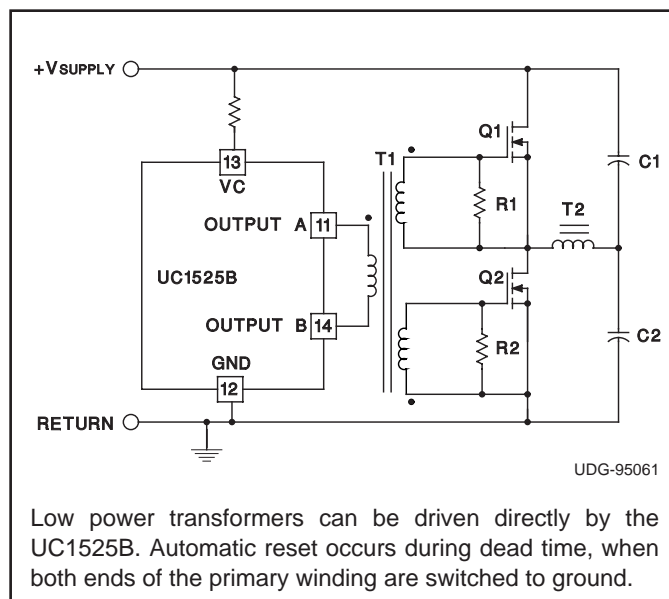 +VSUPPLY
Q1
13
T1
C1
VC
R1
T2
OUTPUT A 11
Q2
UC1525B
OUTPUT B 14
R2
C2
GND
12
RETURN
UDG-95061
Low power transformers can be driven directly by the
UC1525B. Automatic reset occurs during dead time, when
both ends of the primary winding are switched to ground.